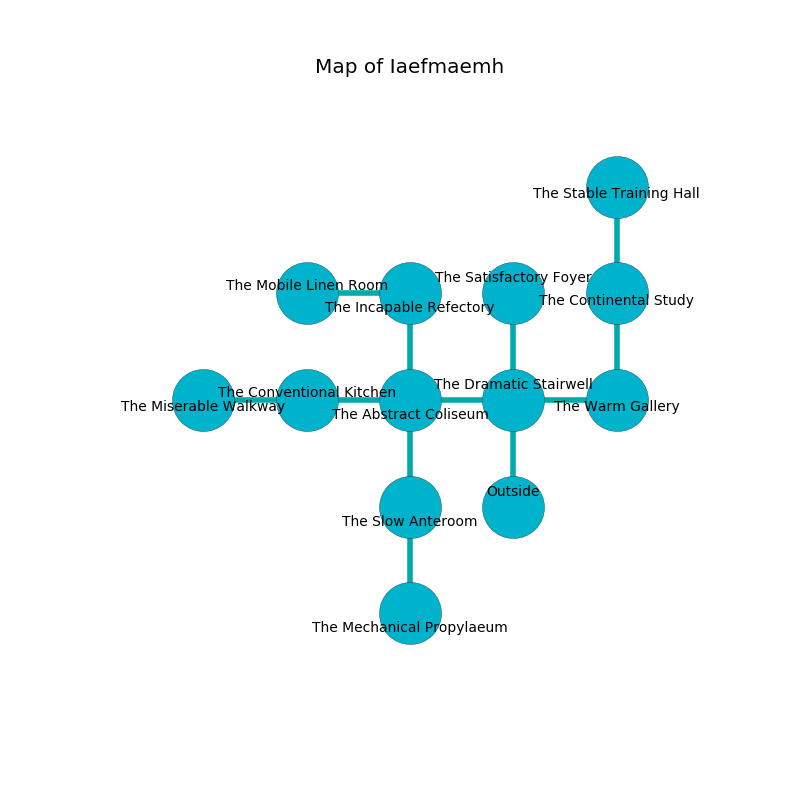 Map of Iaefmaemh
The Stable Training Hall
The Satisfactory Foyer
The Mobile Linen Room
The Continental Study
The Incapable Refectory
The Dramatic Stairwell
The Conventional Kitchen
The Miserable Walkway
The Warm Gallery
The Abstract Coliseum
Outside
The Slow Anteroom
The Mechanical Propylaeum